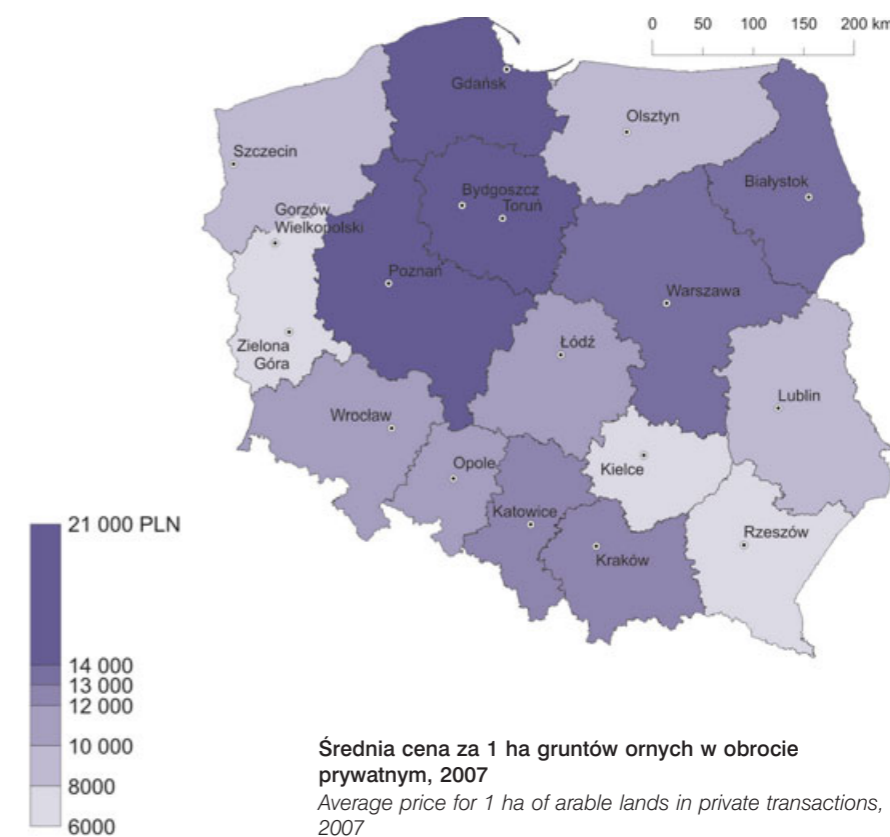 0 50 100 150 200 km
Gdańsk
Olsztyn
Szczecin
Białystok
Bydgoszcz
Toruń
Gorzów
Wielkopolski
Poznań
Warszawa
Zielona
Góra
Łódź
Lublin
Wrocław
Opole
Kielce
Katowice
Kraków
Rzeszów
21 000 PLN
14 000
13 000
12 000
10 000
8000
6000
Średnia cena za 1 ha gruntów ornych w obrocie
prywatnym, 2007
Average price for 1 ha of arable lands in private transactions,
2007